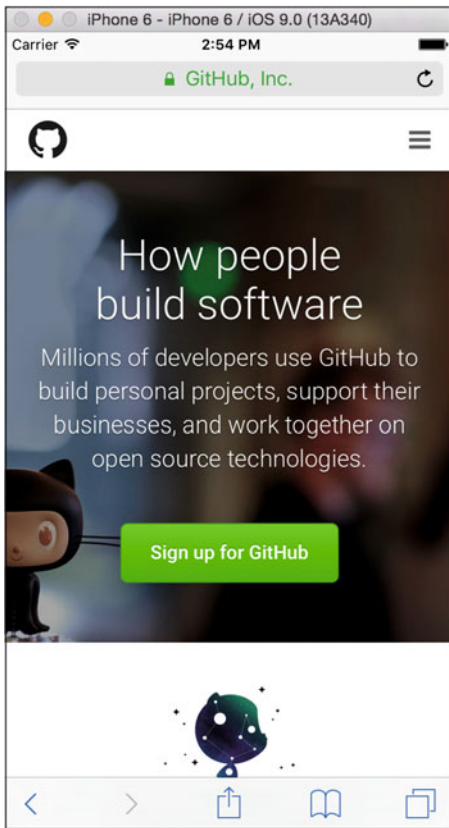 iPhone 6 - iPhone 6 / iOS 9.0 (13A340)
Carrier 2:54 PM
GitHub, Inc.
How people
build software
Millions of developers use GitHub to
build personal projects, support their
businesses, and work together on
open source technologies.
Sign up for GitHub